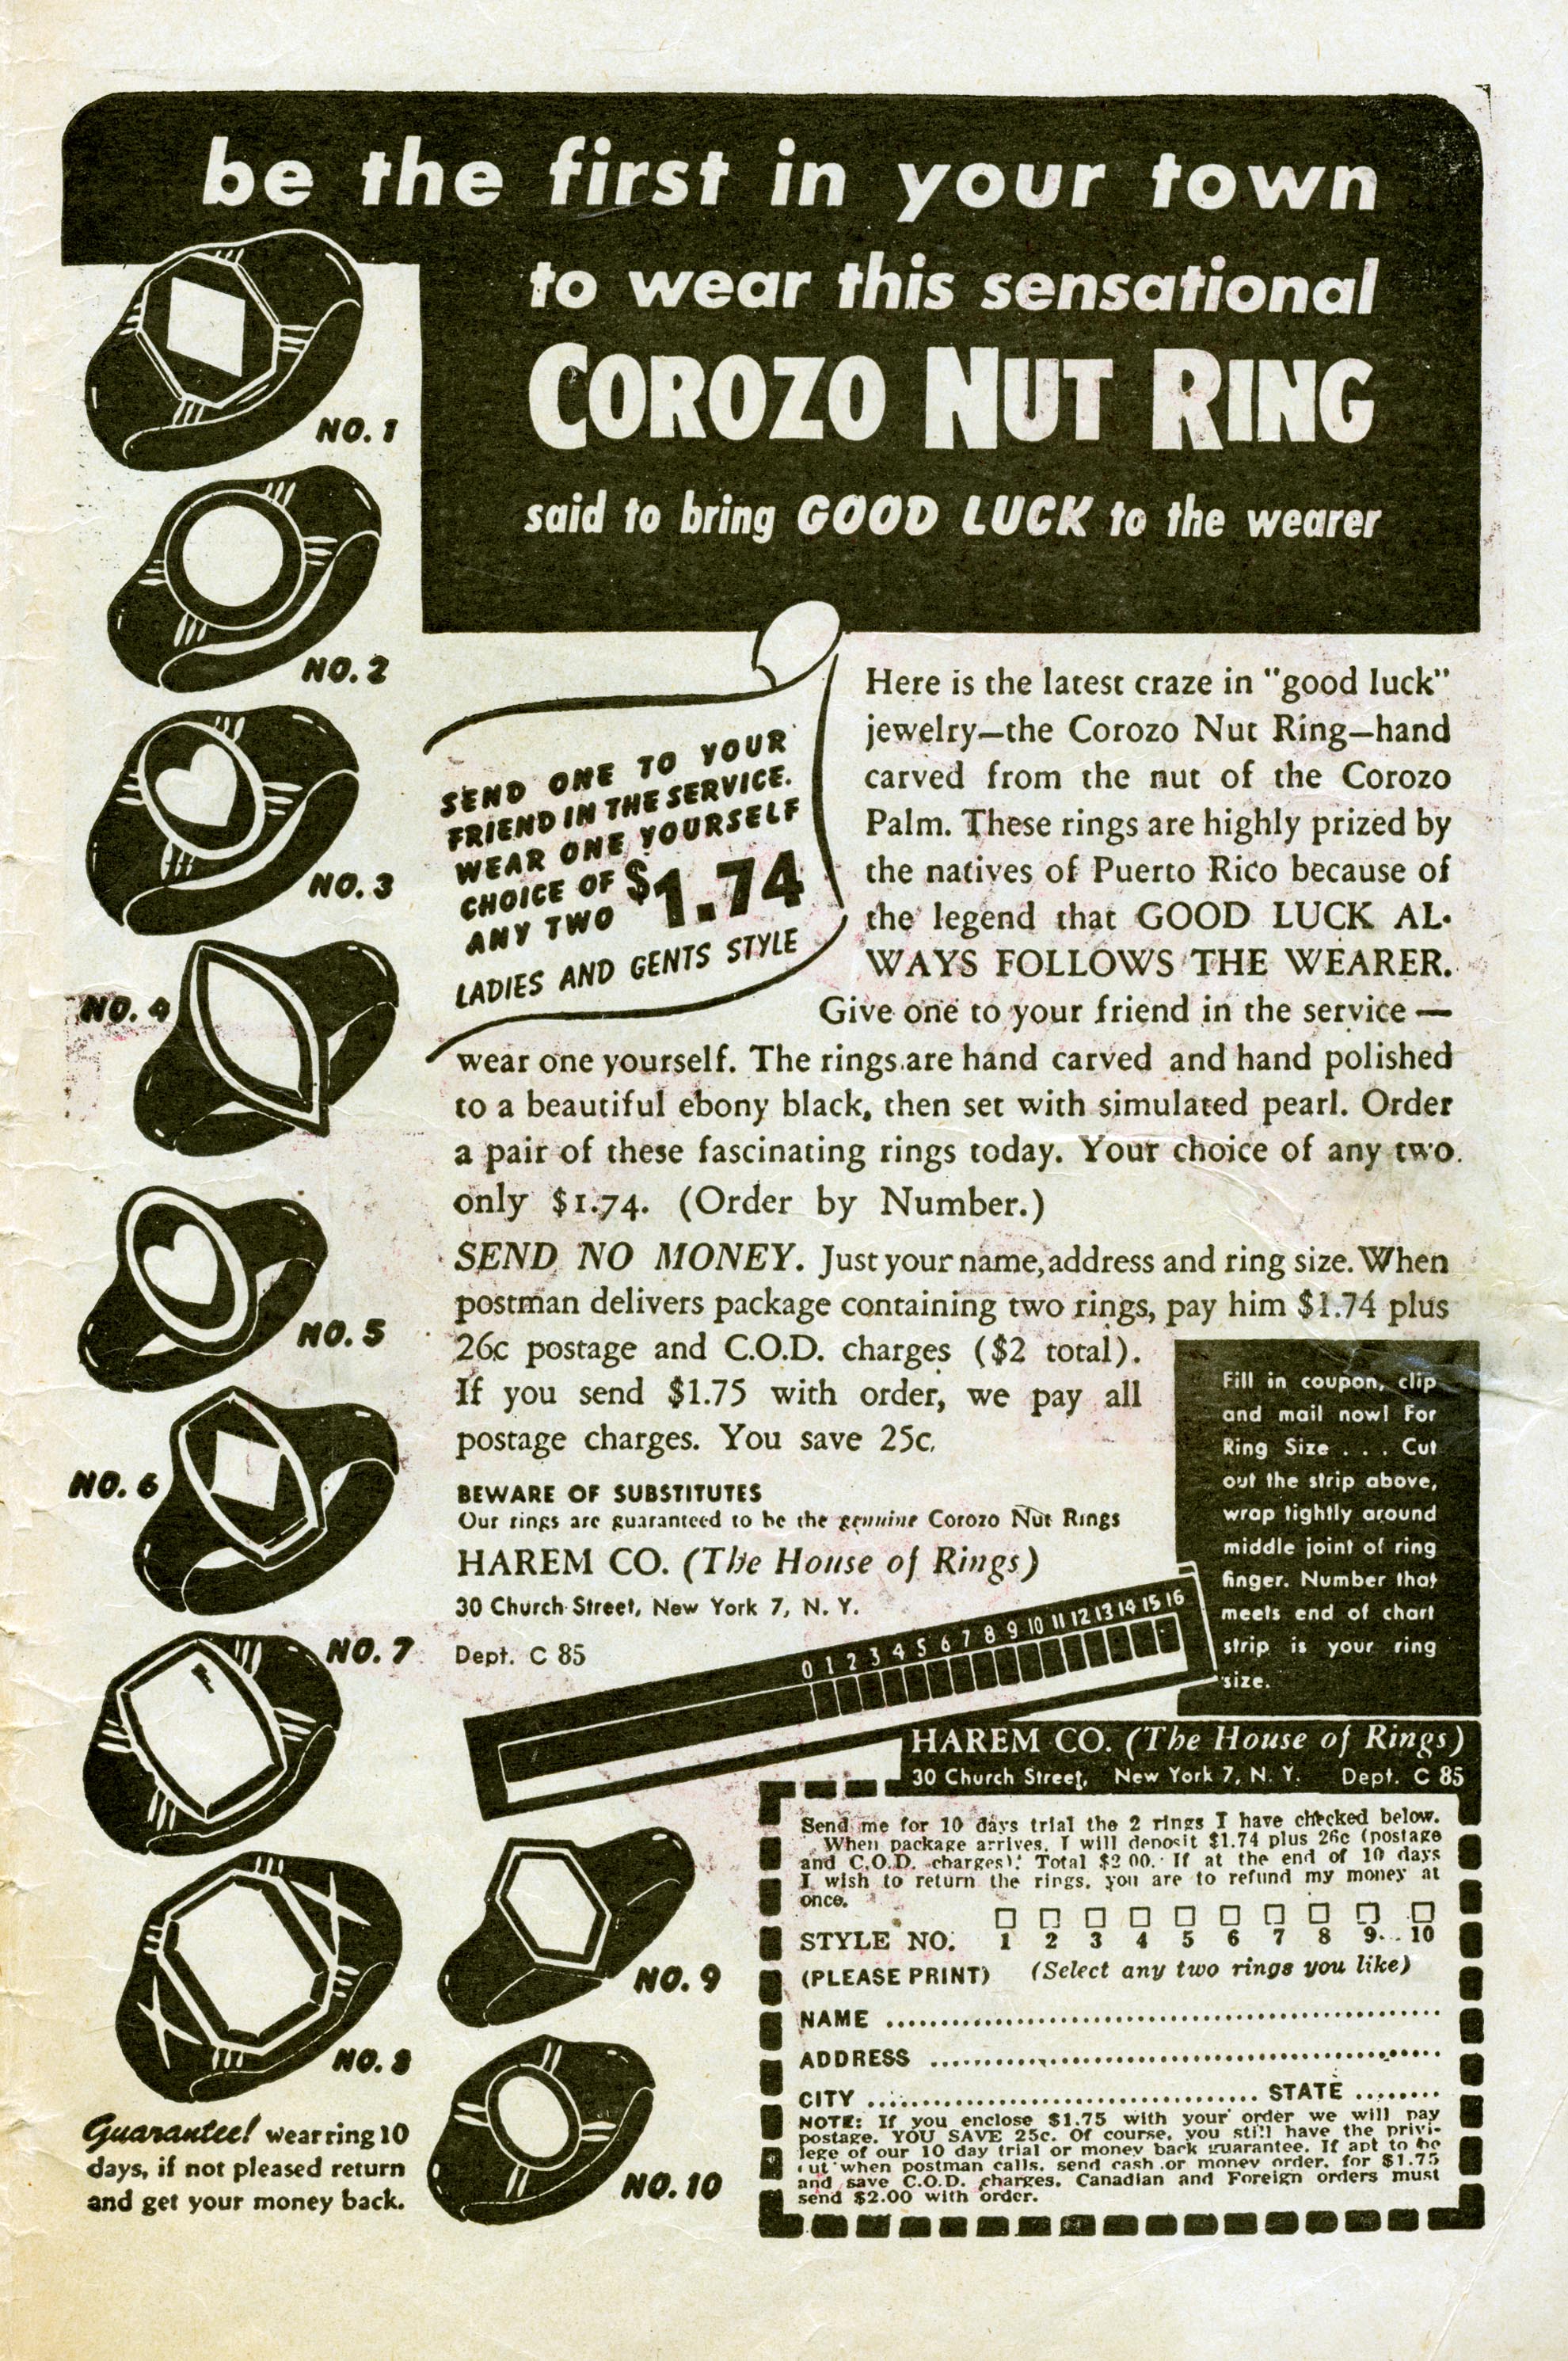 be the first in your town
to wear this sensational
COROZO NUT RING
said to bring GOOD LUCK to the wearer
NO. 1
NO. 2
NO. 3
NO. 4
NO. 5
NO. 6
NO. 7
NO. 8
NO. 9
NO. 10
SEND ONE TO YOUR
FRIEND IN THE SERVICE.
WEAR ONE YOURSELF
CHOICE OF
ANY TWO $1.74
LADIES AND GENTS STYLE
Here is the latest craze in "good luck"
jewelry—the Corozo Nut Ring—hand
carved from the nut of the Corozo
Palm. These rings are highly prized by
the natives of Puerto Rico because of
the legend that GOOD LUCK AL-
WAYS FOLLOWS THE WEARER.
Give one to your friend in the service —
wear one yourself. The rings are hand carved and hand polished
to a beautiful ebony black, then set with simulated pearl. Order
a pair of these fascinating rings today. Your choice of any two
only $1.74. (Order by Number.)
SEND NO MONEY. Just your name, address and ring size. When
postman delivers package containing two rings, pay him $1.74 plus
26c postage and C.O.D. charges ($2 total).
If you send $1.75 with order, we pay all
postage charges. You save 25c.
BEWARE OF SUBSTITUTES
Our rings are guaranteed to be the genuine Corozo Nut Rings
HAREM CO. (The House of Rings)
30 Church Street, New York 7, N. Y.
Dept. C 85
Fill in coupon, clip
and mail now! For
Ring Size . . . Cut
out the strip above,
wrap tightly around
middle joint of ring
finger. Number that
meets end of chart
strip is your ring
size.
0 1 2 3 4 5 6 7 8 9 10 11 12 13 14 15 16
HAREM CO. (The House of Rings)
30 Church Street, New York 7, N. Y. Dept. C 85
Send me for 10 days trial the 2 rings I have checked below.
When package arrives, I will deposit $1.74 plus 26c (postage
and C.O.D. charges). Total $2.00. If at the end of 10 days
I wish to return the rings, you are to refund my money at
once.
STYLE NO. 1 2 3 4 5 6 7 8 9 10
(PLEASE PRINT) (Select any two rings you like)
NAME
ADDRESS
CITY STATE
NOTE: If you enclose $1.75 with your order we will pay
postage. YOU SAVE 25c. Of course, you still have the privi-
lege of our 10 day trial or money back guarantee. If apt to be
out when postman calls, send cash or money order, for $1.75
and save C.O.D. charges. Canadian and Foreign orders must
send $2.00 with order.
Guarantee! wear ring 10
days, if not pleased return
and get your money back.